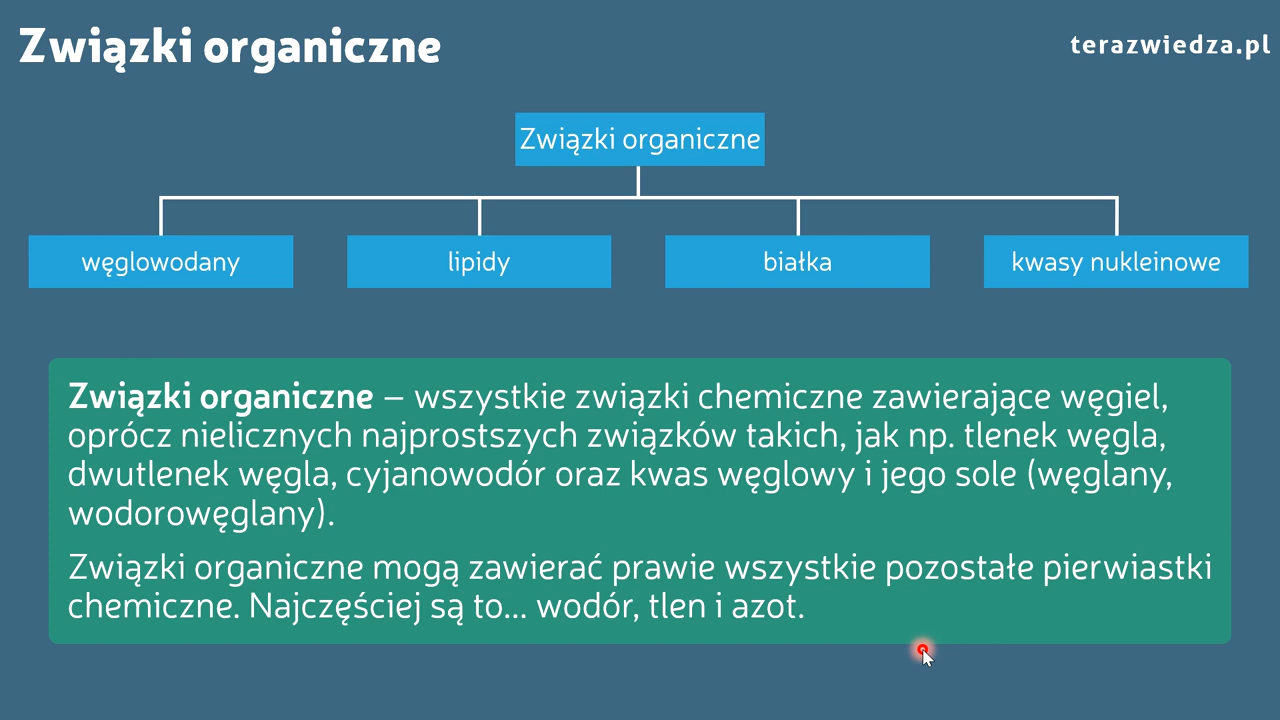 Związki organiczne
terazwiedza.pl
Związki organiczne
węglowodany
lipidy
białka
kwasy nukleinowe
Związki organiczne – wszystkie związki chemiczne zawierające węgiel,
oprócz nielicznych najprostszych związków takich, jak np. tlenek węgla,
dwutlenek węgla, cyjanowodór oraz kwas węglowy i jego sole (węglany,
wodorowęglany).
Związki organiczne mogą zawierać prawie wszystkie pozostałe pierwiastki
chemiczne. Najczęściej są to... wodór, tlen i azot.